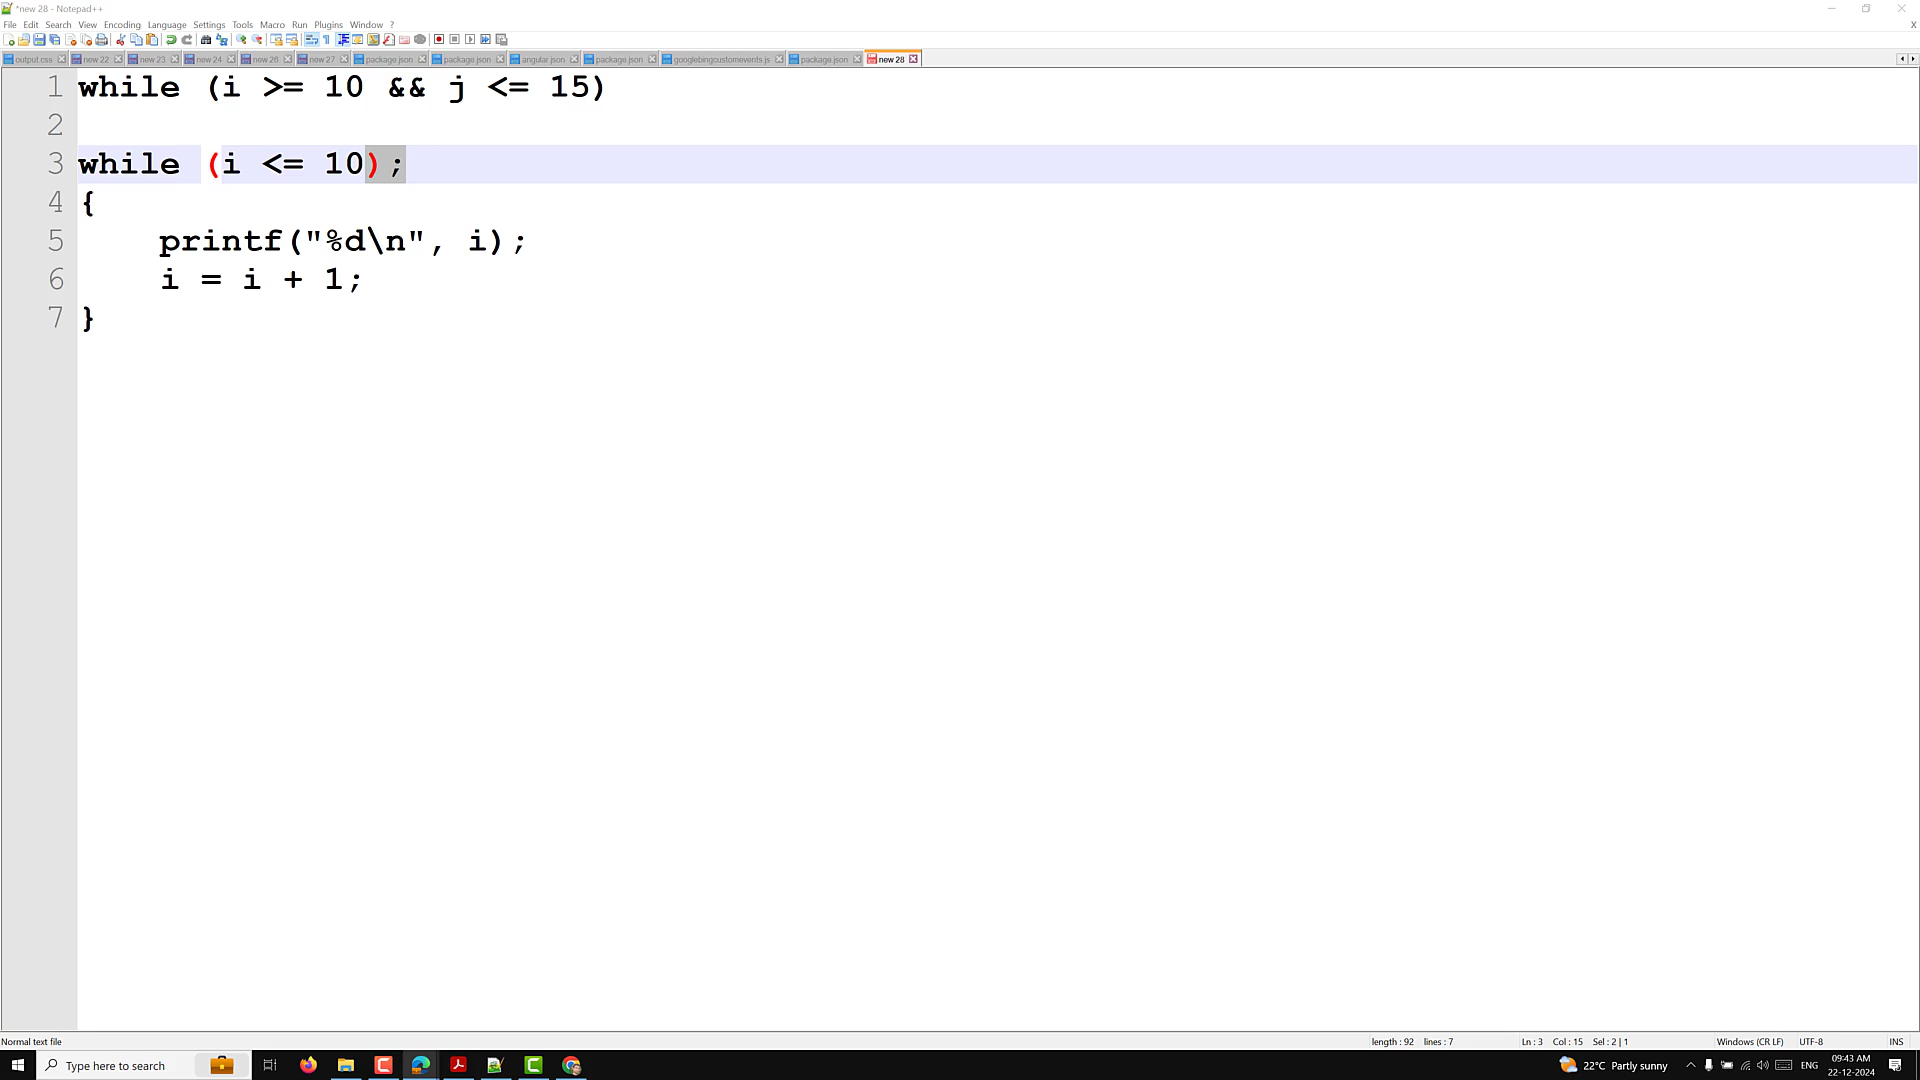 *new 28 - Notepad++
File Edit Search View Encoding Language Settings Tools Macro Run Plugins Window ? X
output.css new 22 new 23 new 24 new 26 new 27 package.json package.json angular.json package.json googlebingcustomevents.js package.json new 28
1 while (i >= 10 && j <= 15)
2
3 while (i <= 10);
4 {
5 printf("%d\n", i);
6 i = i + 1;
7 }
Normal text file length : 92 lines : 7 Ln : 3 Col : 15 Sel : 2 | 1 Windows (CR LF) UTF-8 INS
Type here to search 22°C Partly sunny ENG 09:43 AM
22-12-2024